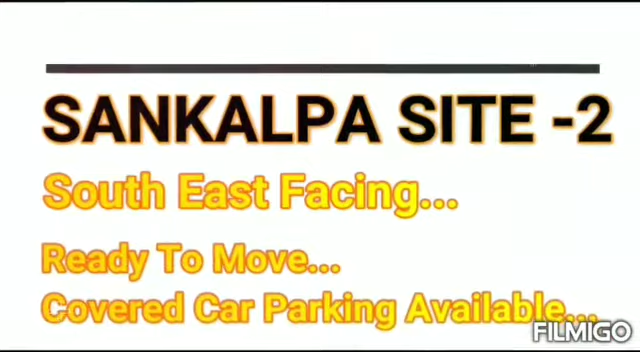 SANKALPA SITE -2
South East Facing...
Ready To Move...
Covered Car Parking Available...
FILMIGO